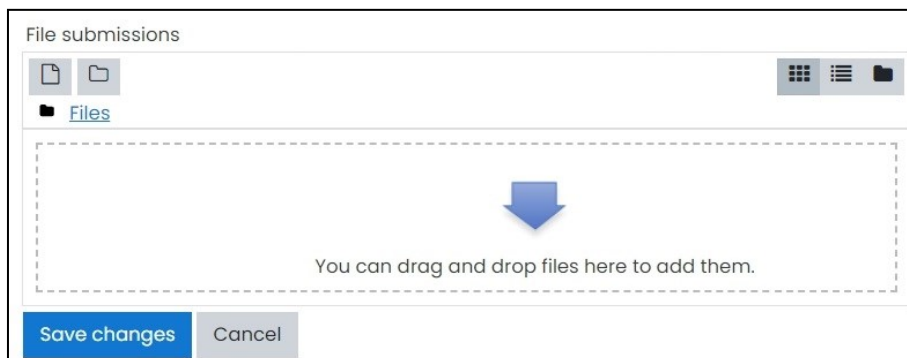 File submissions
Files
You can drag and drop files here to add them.
Save changes Cancel